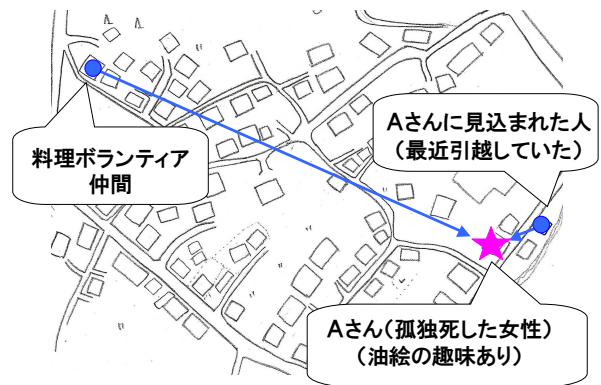 料理ボランティア
仲間
Aさんに見込まれた人
(最近引越していた)
Aさん(孤独死した女性)
(油絵の趣味あり)